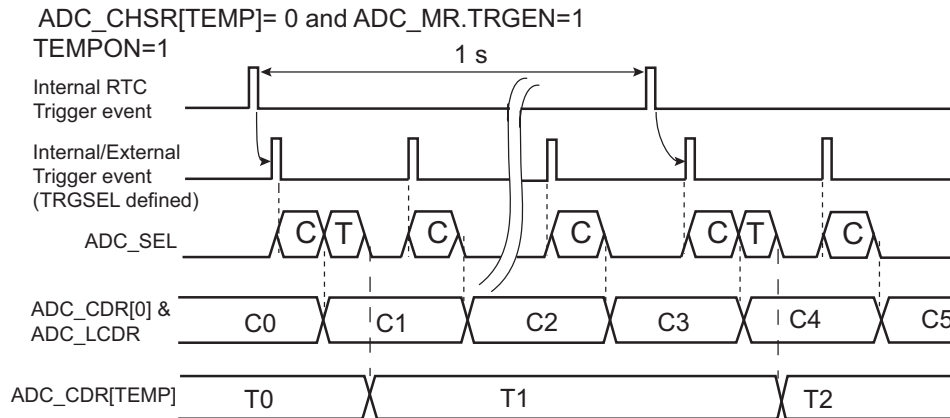 ADC_CHSR[TEMP]= 0 and ADC_MR.TRGEN=1
TEMPON=1
1 s
Internal RTC
Trigger event
Internal/External
Trigger event
(TRGSEL defined)
ADC_SEL
C T C C C T C
ADC_CDR[0] &
ADC_LCDR
C0 C1 C2 C3 C4 C5
ADC_CDR[TEMP]
T0 T1 T2